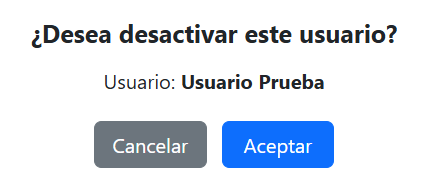 ¿Desea desactivar este usuario?
Usuario: Usuario Prueba
Cancelar Aceptar